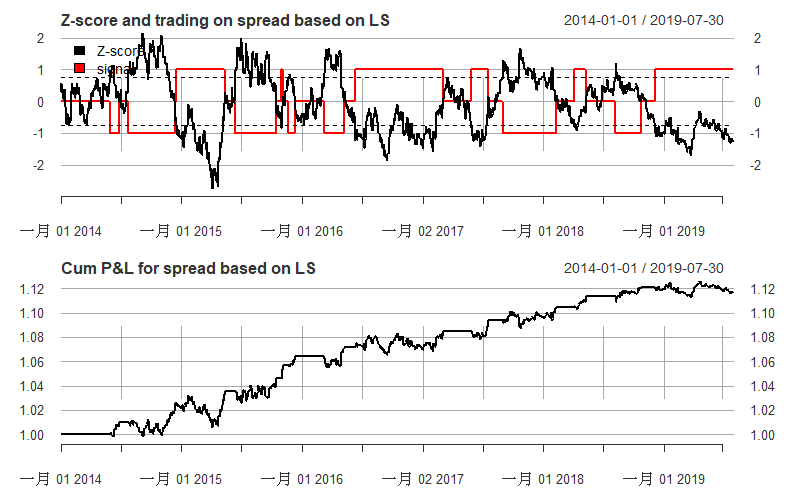 Z-score and trading on spread based on LS 2014-01-01 / 2019-07-30
2 2
Z-score
signal
1 1
0 0
-1 -1
-2 -2
一月 01 2014 一月 01 2015 一月 01 2016 一月 02 2017 一月 01 2018 一月 01 2019
Cum P&L for spread based on LS 2014-01-01 / 2019-07-30
1.12 1.12
1.10 1.10
1.08 1.08
1.06 1.06
1.04 1.04
1.02 1.02
1.00 1.00
一月 01 2014 一月 01 2015 一月 01 2016 一月 02 2017 一月 01 2018 一月 01 2019